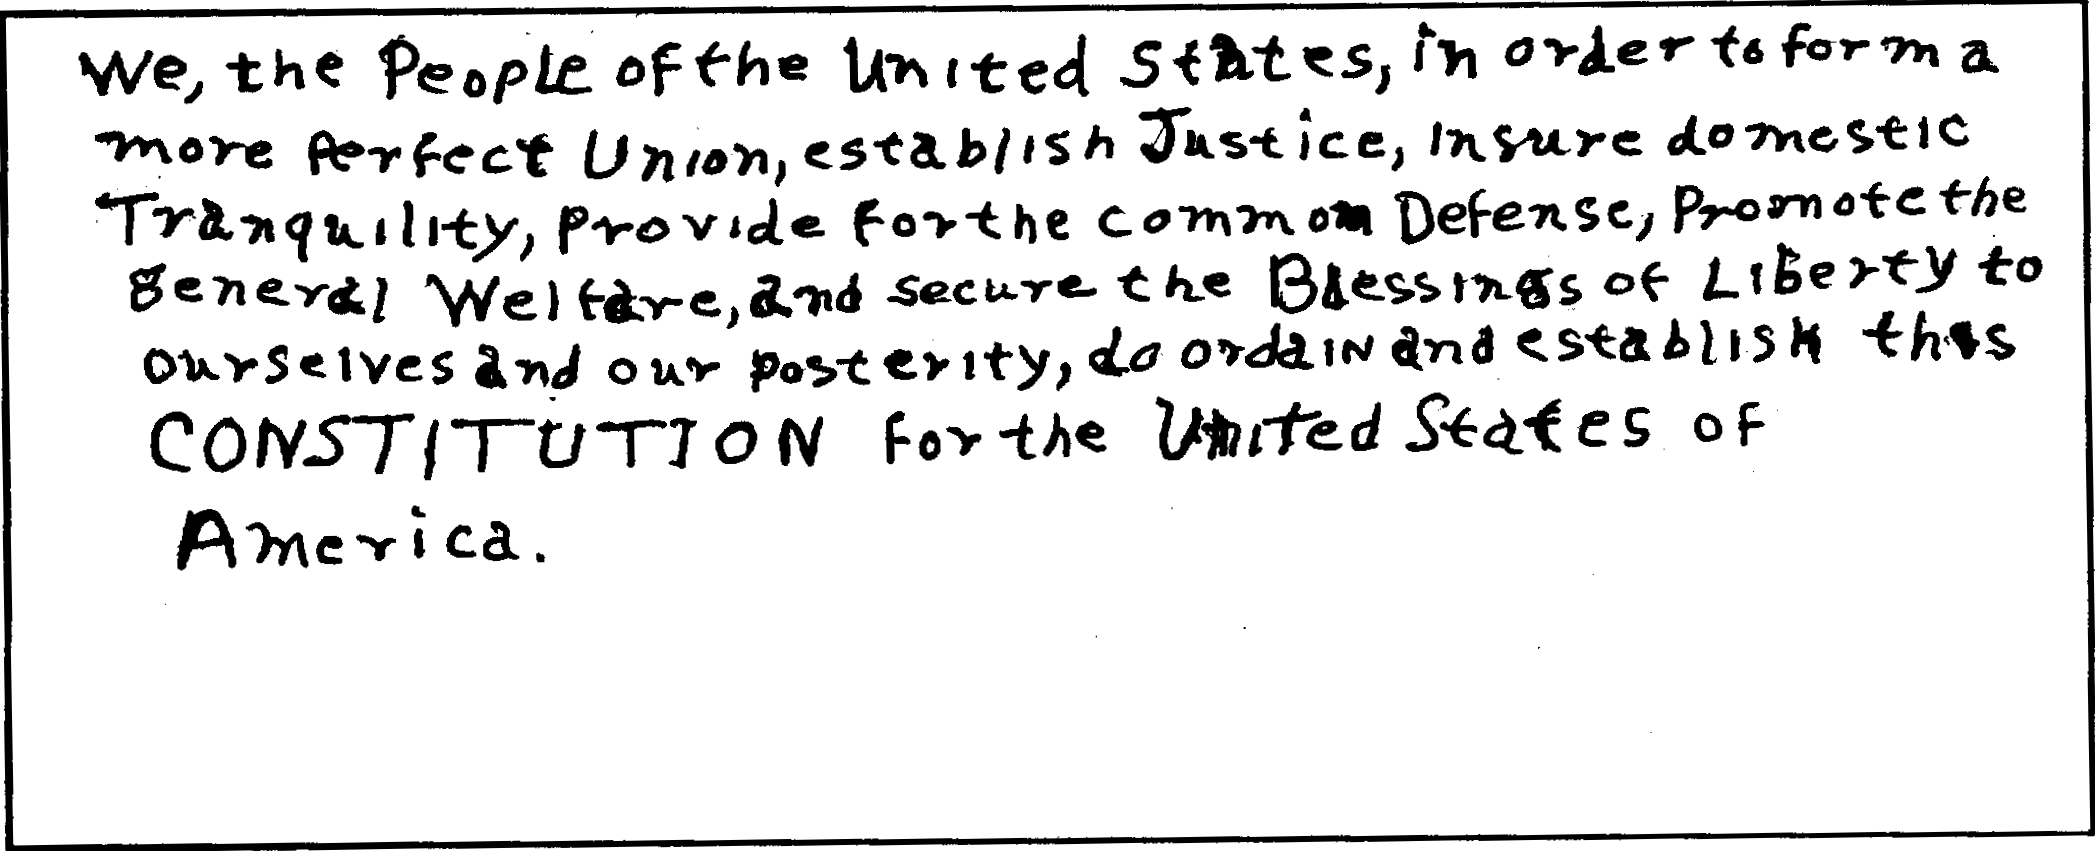 We, the People of the United States, in order to form a
more Perfect Union, establish Justice, insure domestic
Tranquility, Provide for the common Defense, Promote the
general Welfare, and secure the Blessings of Liberty to
ourselves and our posterity, do ordain and establish this
CONSTITUTION for the United States of
America.